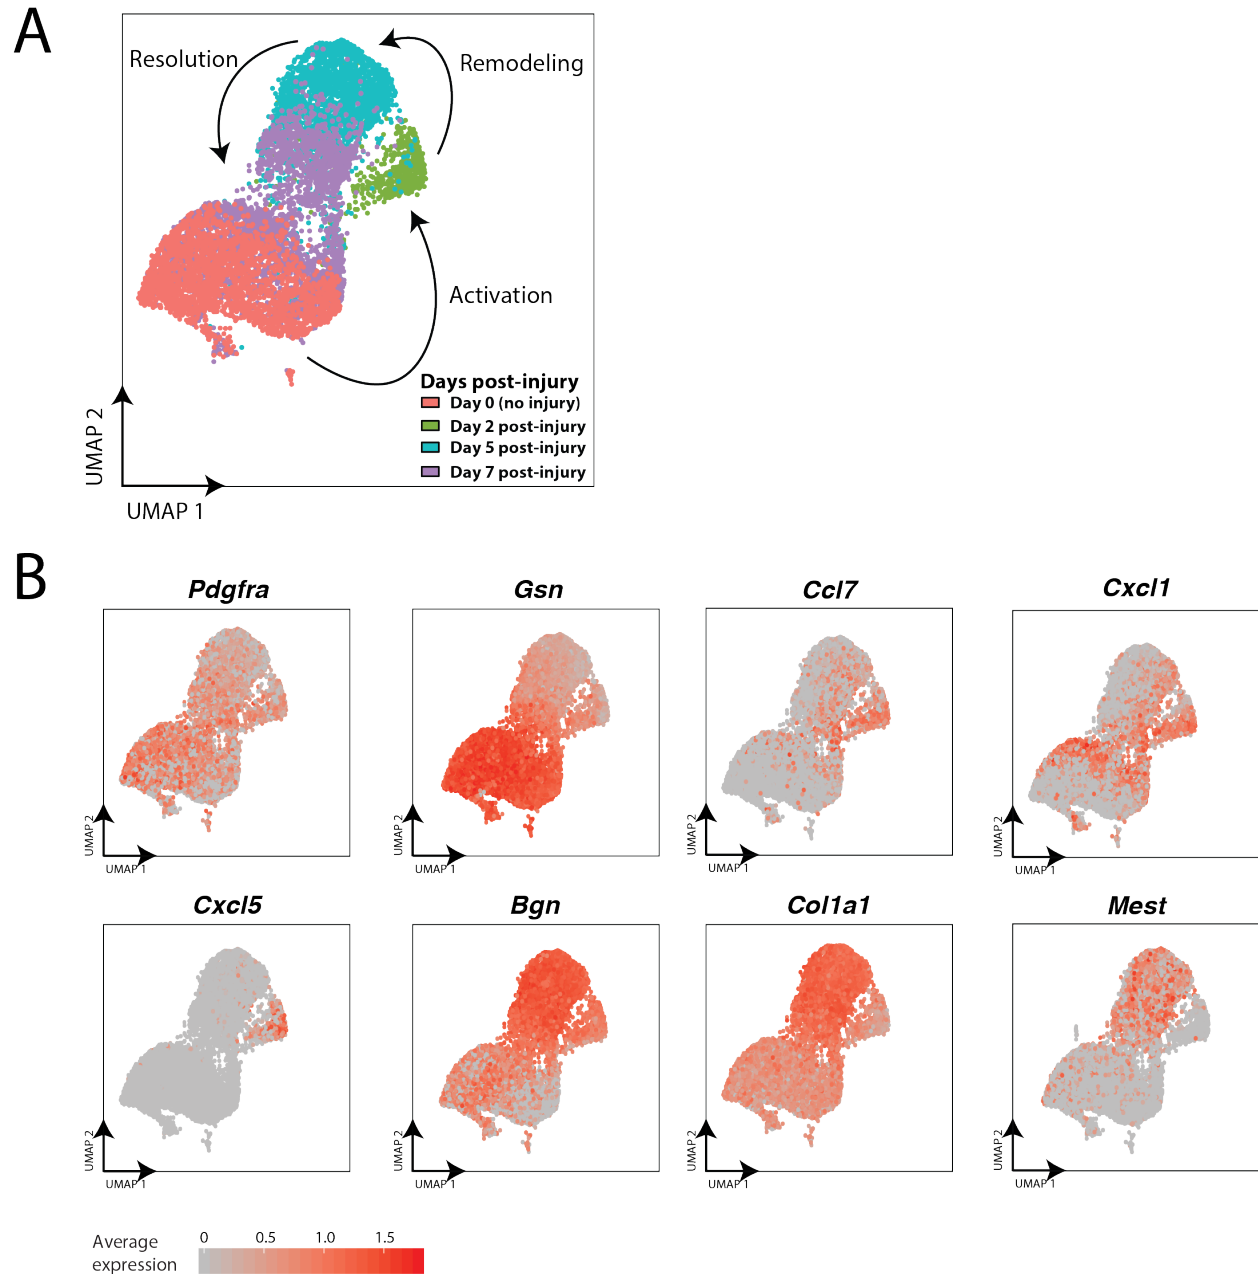 A
Resolution
Remodeling
Activation
Days post-injury
Day 0 (no injury)
Day 2 post-injury
Day 5 post-injury
Day 7 post-injury
UMAP 2
UMAP 1
B
Pdgfra
Gsn
Ccl7
Cxcl1
UMAP 2
UMAP 1
UMAP 2
UMAP 1
UMAP 2
UMAP 1
UMAP 2
UMAP 1
Cxcl5
Bgn
Col1a1
Mest
UMAP 2
UMAP 1
UMAP 2
UMAP 1
UMAP 2
UMAP 1
UMAP 2
UMAP 1
Average
expression
0 0.5 1.0 1.5